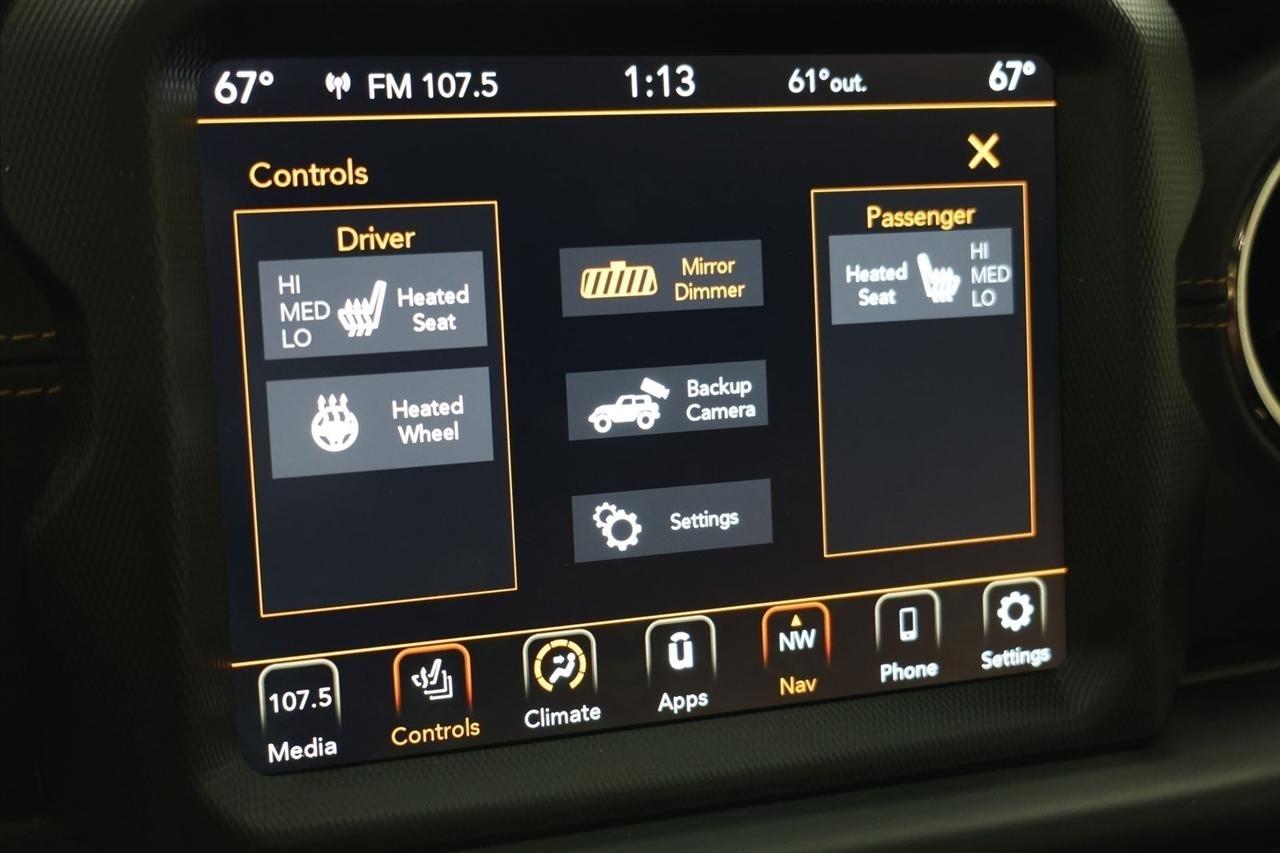 67° FM 107.5 1:13 61°out. 67°
Controls
Driver
HI
MED
LO
Heated
Seat
Heated
Wheel
Mirror
Dimmer
Backup
Camera
Settings
Passenger
Heated
Seat
HI
MED
LO
107.5
Media
Controls
Climate
Apps
NW
Nav
Phone
Settings